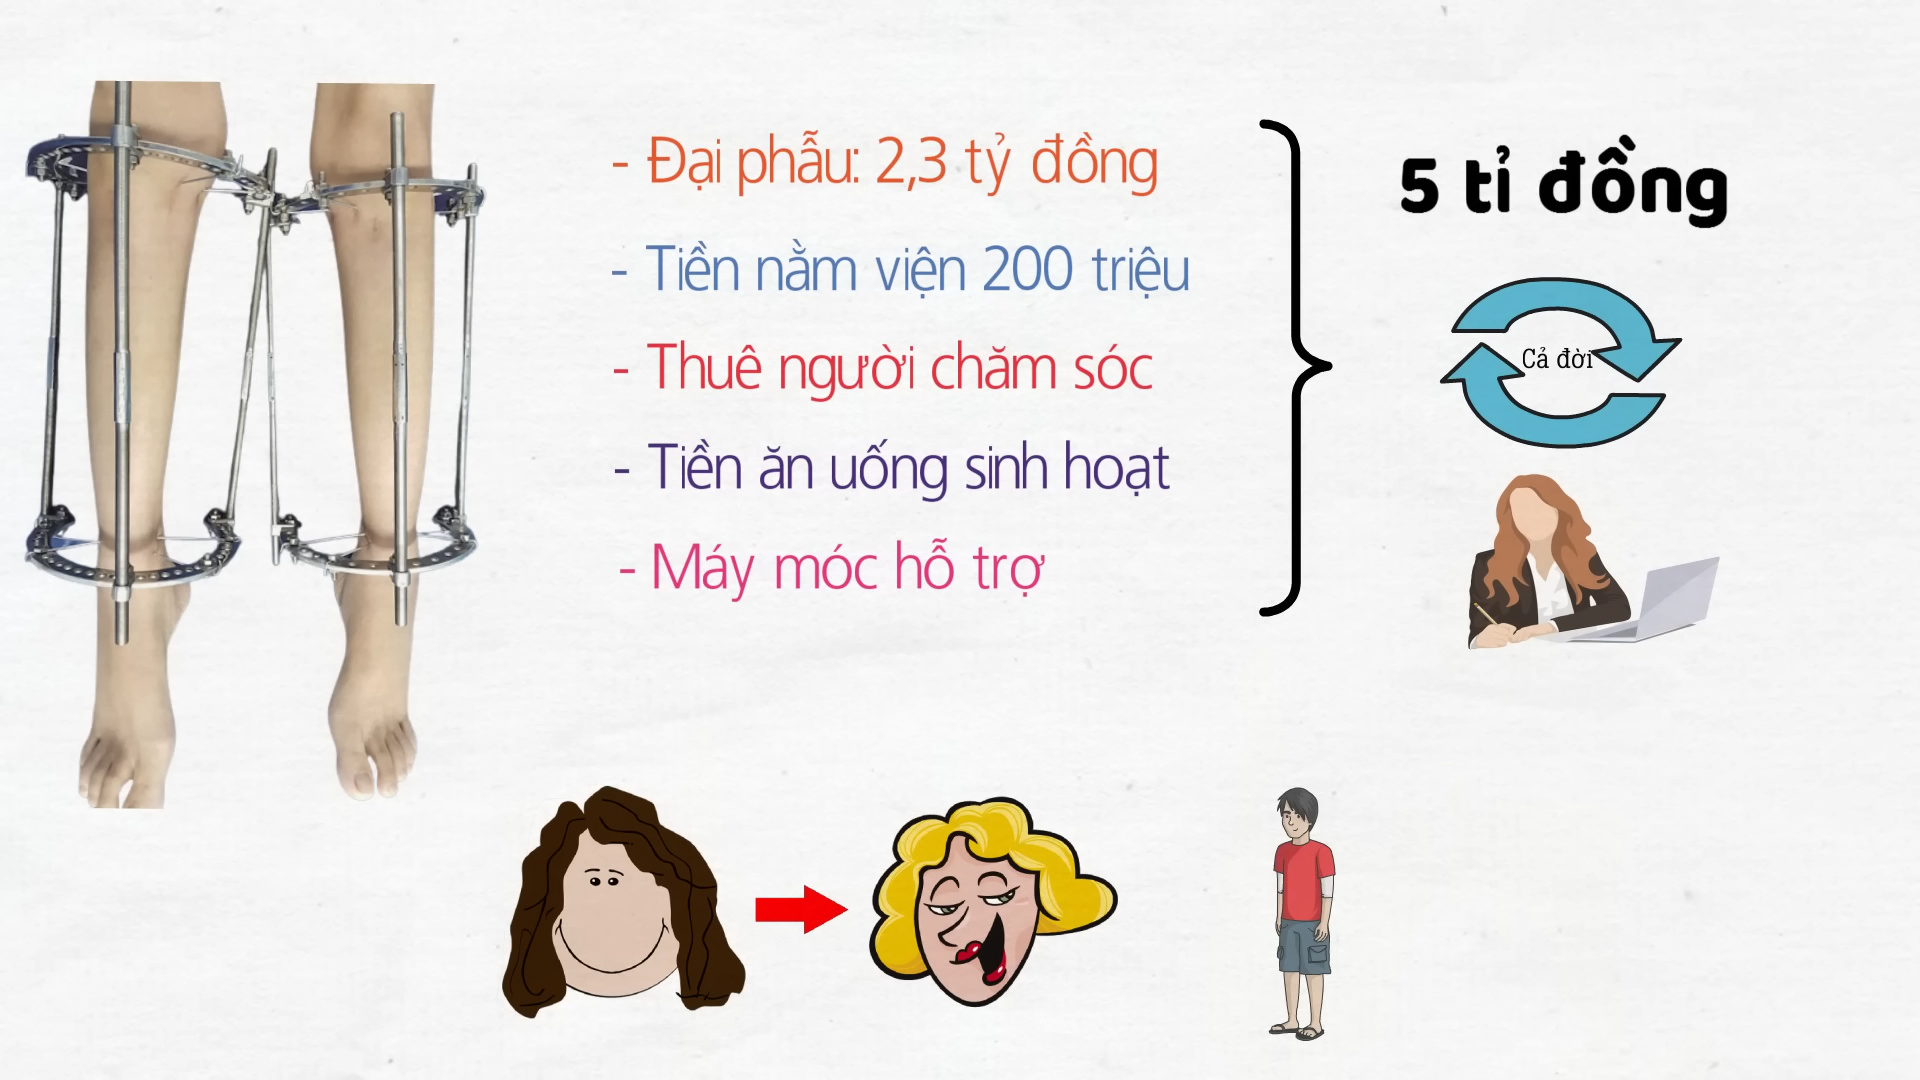 - Đại phẫu: 2,3 tỷ đồng
- Tiền nằm viện 200 triệu
- Thuê người chăm sóc
- Tiền ăn uống sinh hoạt
- Máy móc hỗ trợ
5 tỉ đồng
Cả đời